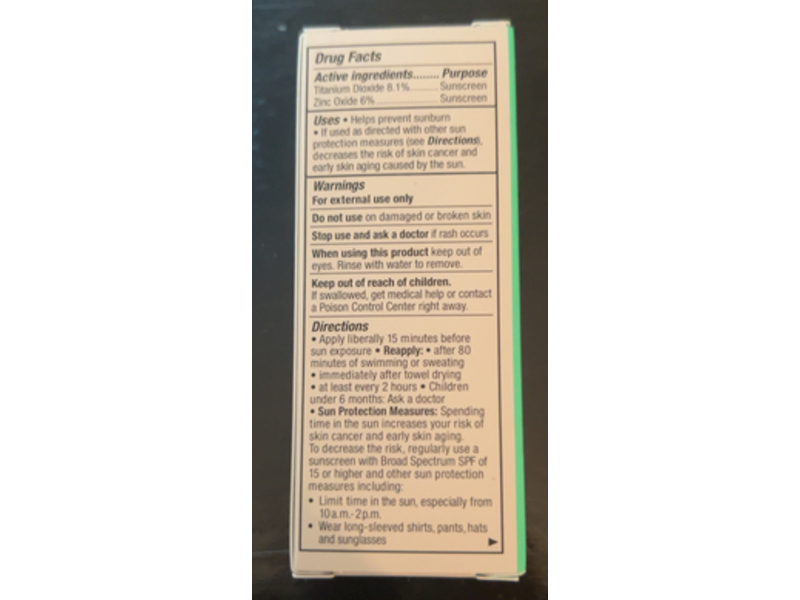 Drug Facts
Active ingredients........ Purpose
Titanium Dioxide 8.1%.......... Sunscreen
Zinc Oxide 6%...................... Sunscreen
Uses • Helps prevent sunburn
• If used as directed with other sun
protection measures (see Directions),
decreases the risk of skin cancer and
early skin aging caused by the sun.
Warnings
For external use only
Do not use on damaged or broken skin
Stop use and ask a doctor if rash occurs
When using this product keep out of
eyes. Rinse with water to remove.
Keep out of reach of children.
If swallowed, get medical help or contact
a Poison Control Center right away.
Directions
• Apply liberally 15 minutes before
sun exposure • Reapply: • after 80
minutes of swimming or sweating
• immediately after towel drying
• at least every 2 hours • Children
under 6 months: Ask a doctor
• Sun Protection Measures: Spending
time in the sun increases your risk of
skin cancer and early skin aging.
To decrease the risk, regularly use a
sunscreen with Broad Spectrum SPF of
15 or higher and other sun protection
measures including:
• Limit time in the sun, especially from
10a.m.-2p.m.
• Wear long-sleeved shirts, pants, hats
and sunglasses